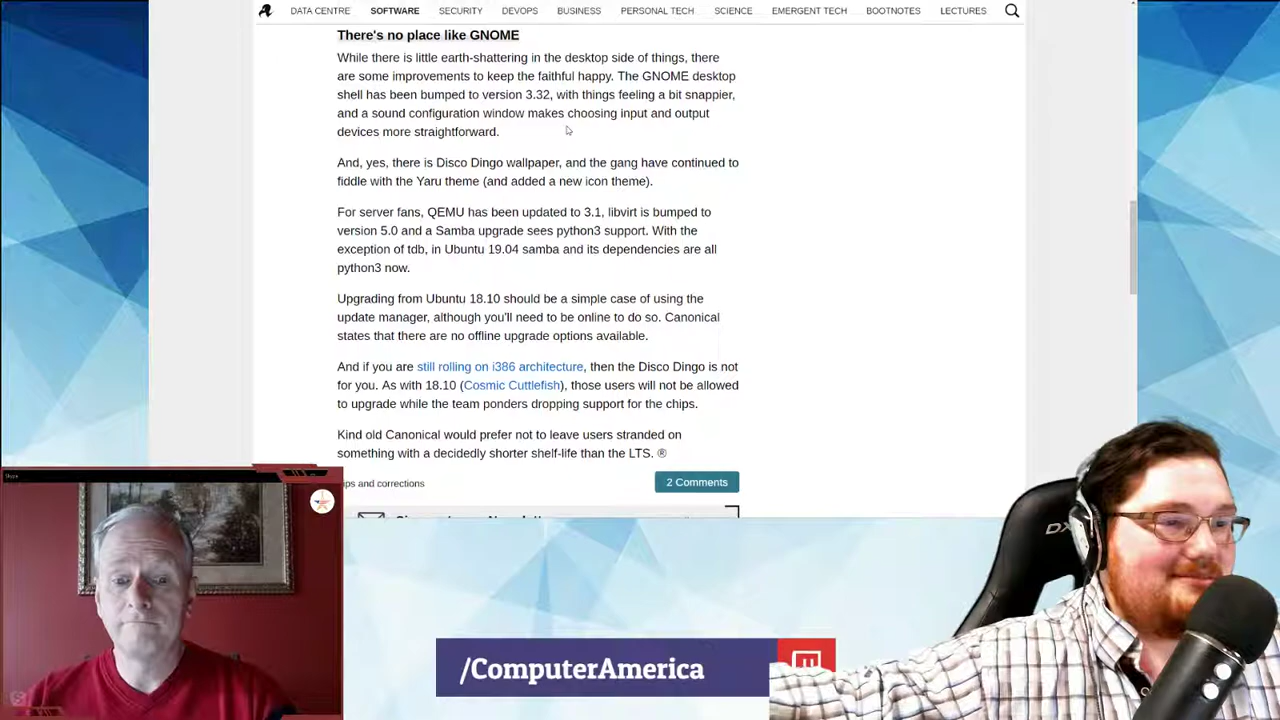 DATA CENTRE SOFTWARE SECURITY DEVOPS BUSINESS PERSONAL TECH SCIENCE EMERGENT TECH BOOTNOTES LECTURES
There's no place like GNOME
While there is little earth-shattering in the desktop side of things, there
are some improvements to keep the faithful happy. The GNOME desktop
shell has been bumped to version 3.32, with things feeling a bit snappier,
and a sound configuration window makes choosing input and output
devices more straightforward.
And, yes, there is Disco Dingo wallpaper, and the gang have continued to
fiddle with the Yaru theme (and added a new icon theme).
For server fans, QEMU has been updated to 3.1, libvirt is bumped to
version 5.0 and a Samba upgrade sees python3 support. With the
exception of tdb, in Ubuntu 19.04 samba and its dependencies are all
python3 now.
Upgrading from Ubuntu 18.10 should be a simple case of using the
update manager, although you'll need to be online to do so. Canonical
states that there are no offline upgrade options available.
And if you are still rolling on i386 architecture, then the Disco Dingo is not
for you. As with 18.10 (Cosmic Cuttlefish), those users will not be allowed
to upgrade while the team ponders dropping support for the chips.
Kind old Canonical would prefer not to leave users stranded on
something with a decidedly shorter shelf-life than the LTS. ®
ips and corrections
2 Comments
/ComputerAmerica